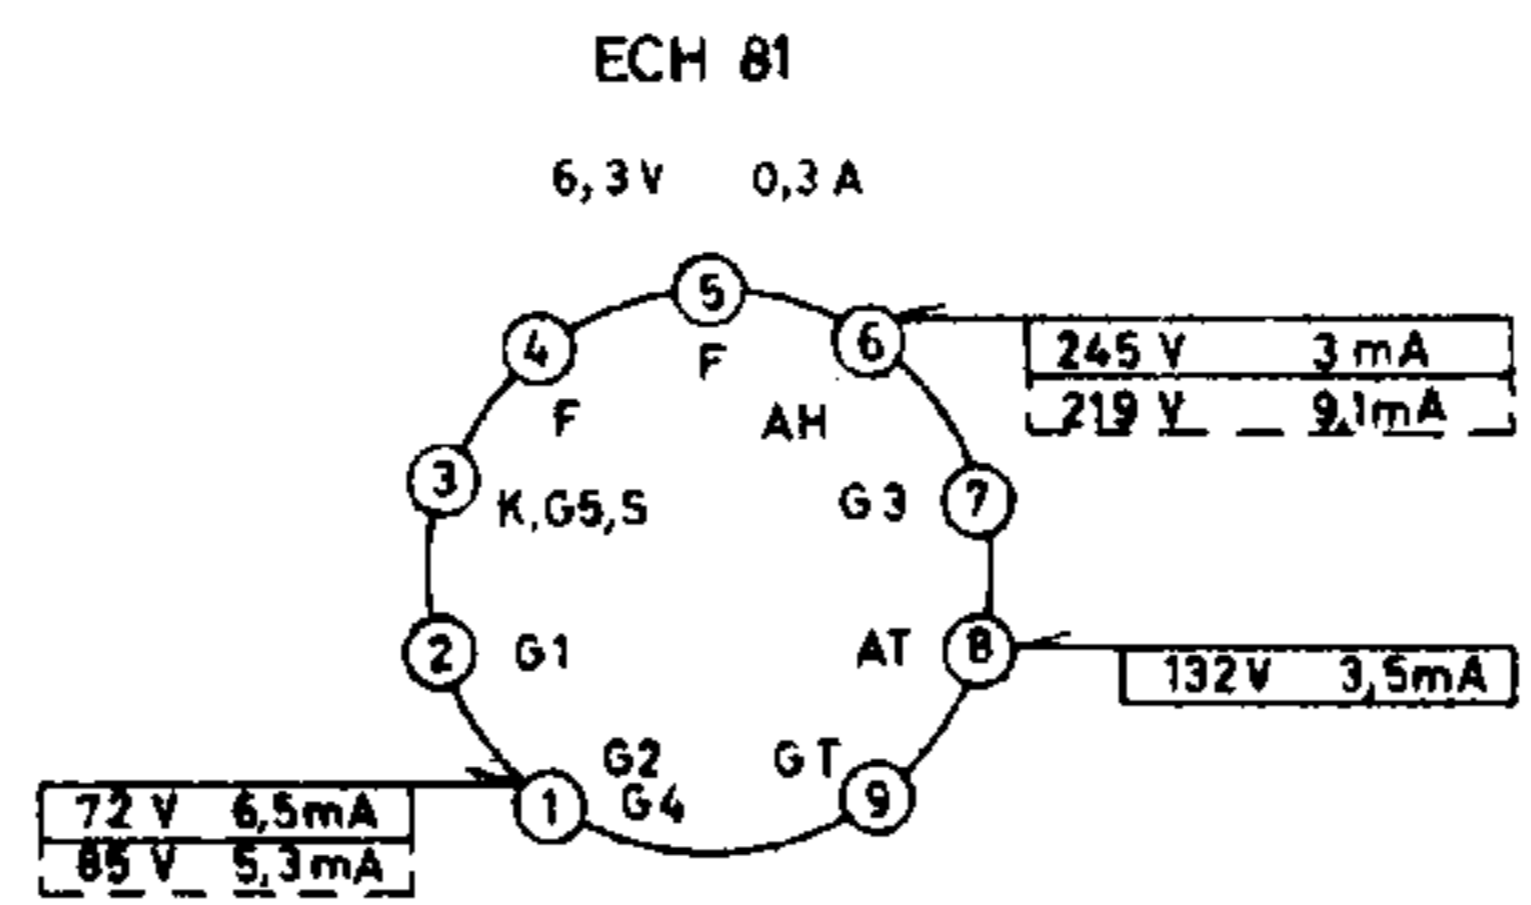 ECH 81
6,3 V 0,3 A
5
4
6
F
245 V 3 mA
219 V 9,1mA
F
AH
3
K,G5,S
G 3
7
2
G1
AT
8
132 V 3,5mA
G2
G4
GT
1
9
72 V 6,5mA
85 V 5,3mA